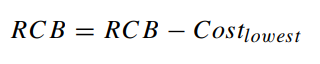 RCB = RCB − Cost_lowest